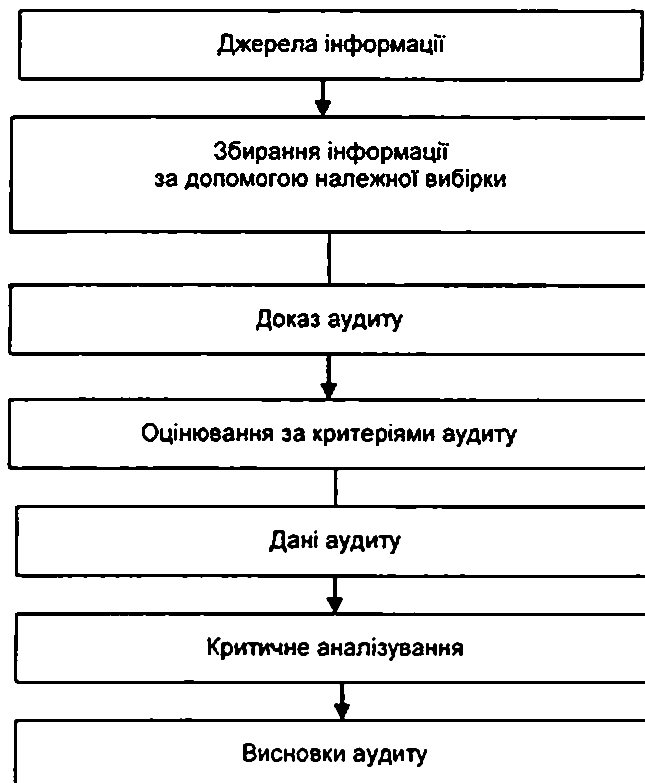 Джерела інформації
Збирання інформації
за допомогою належної вибірки
Доказ аудиту
Оцінювання за критеріями аудиту
Дані аудиту
Критичне аналізування
Висновки аудиту